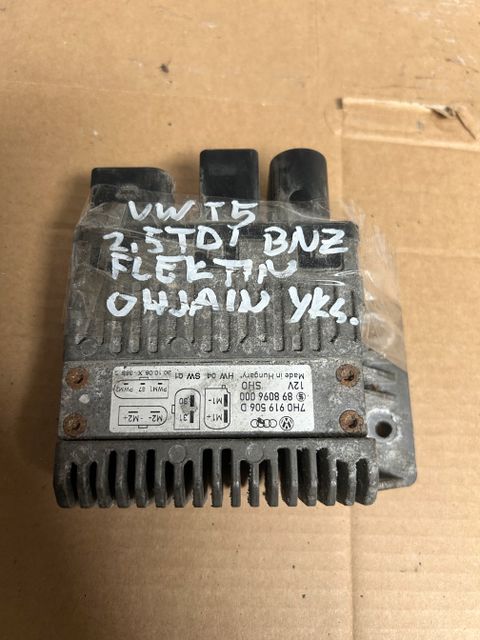 VW T5
2.5TDI BNZ
FLEKTIN
OHJAIN YKS.
7H0 919 506 D
89 8096 000
12V SHO
Made in Hungary
HW 04 SW 01
M1- M1+
30 31
M2- M2-
PWM1 87 PWM2